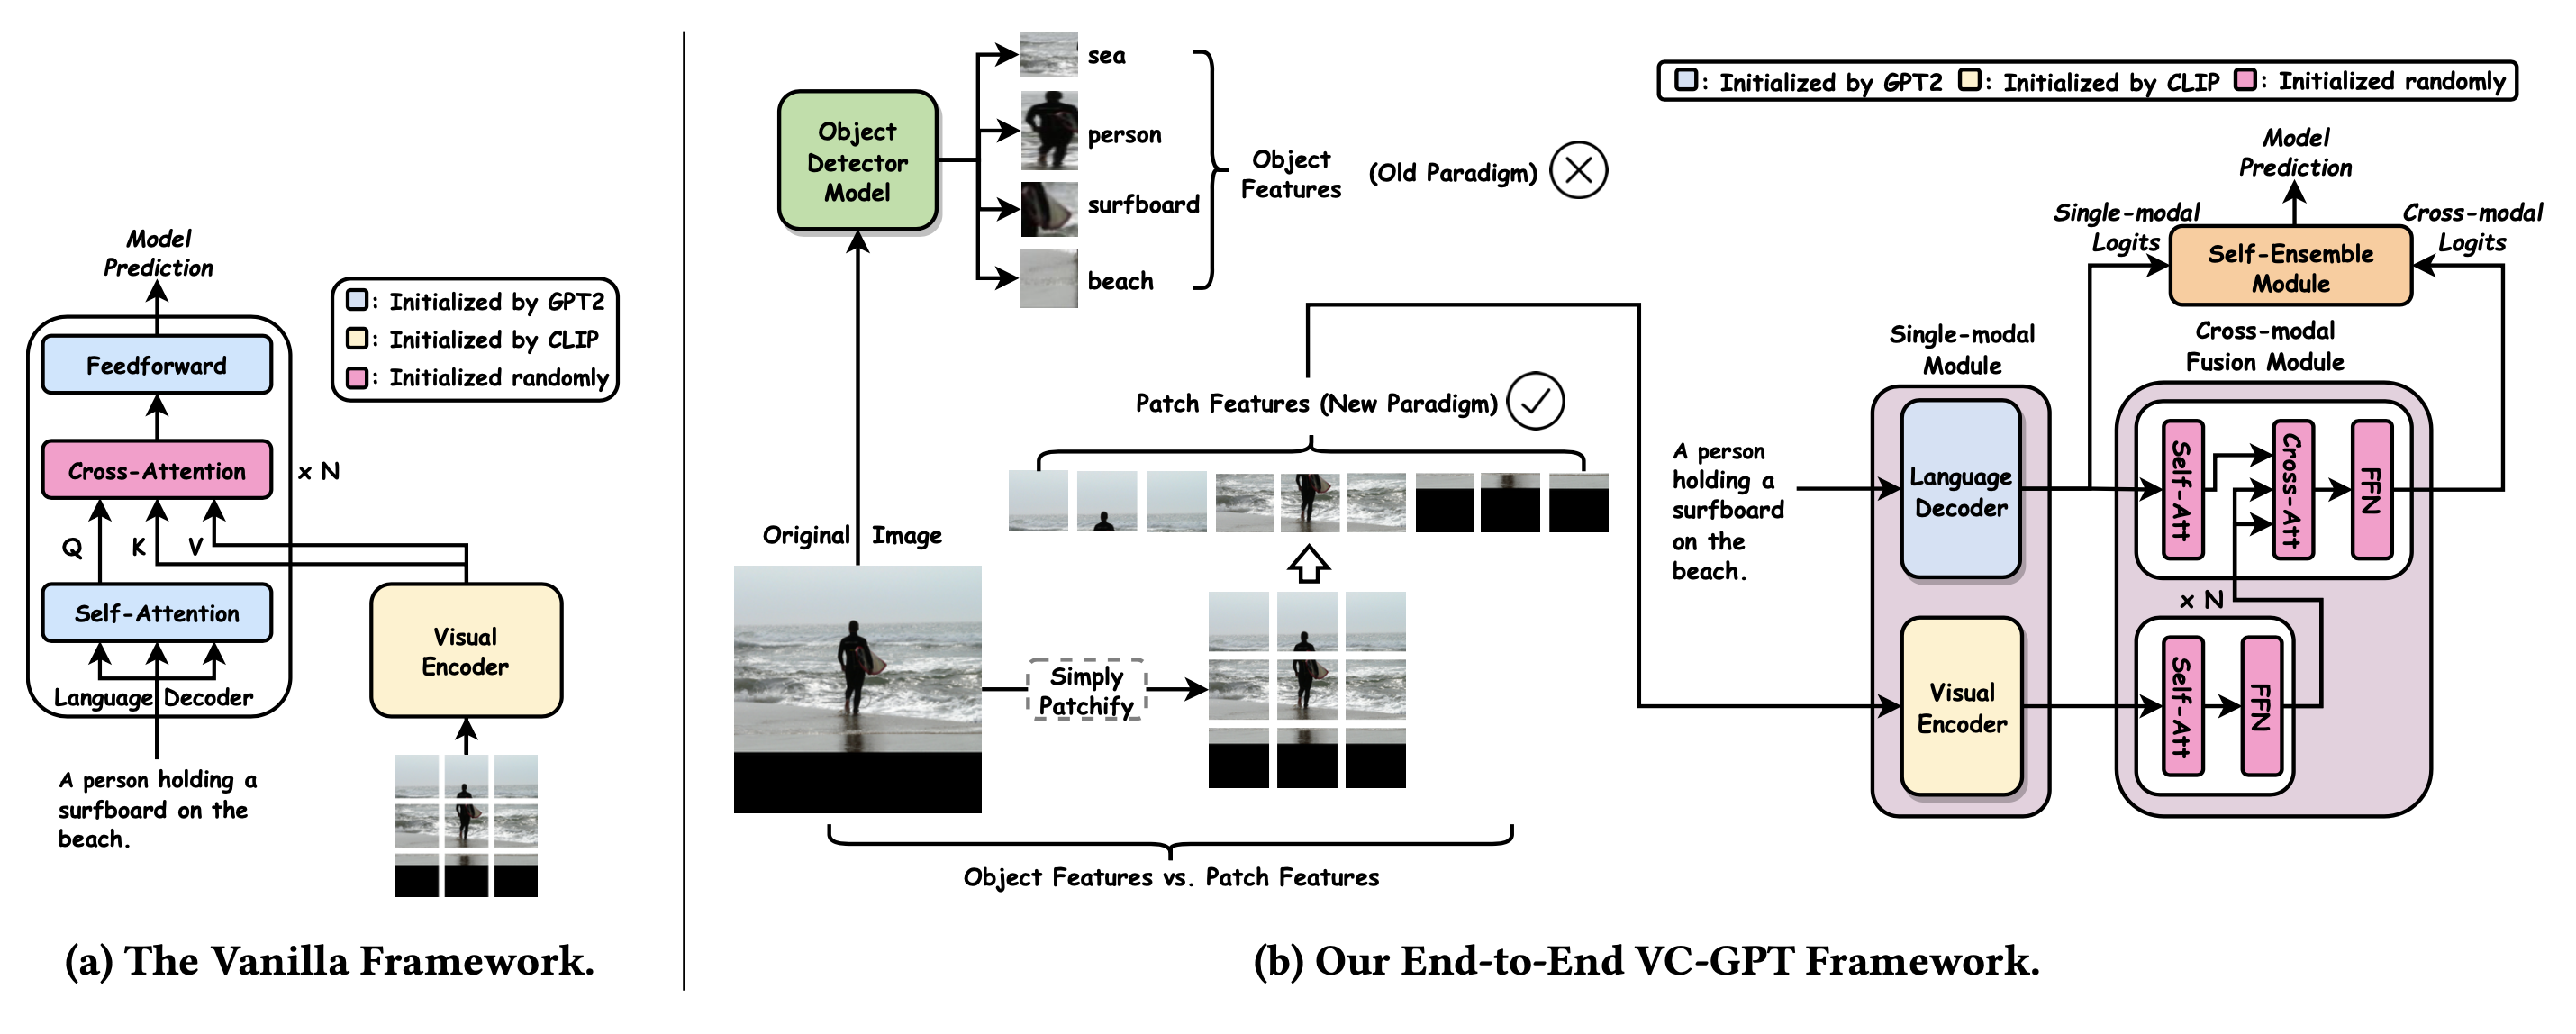 Model
Prediction
Feedforward
Cross-Attention
x N
Q
K
V
Self-Attention
Language Decoder
A person holding a
surfboard on the
beach.
: Initialized by GPT2
: Initialized by CLIP
: Initialized randomly
Visual
Encoder
(a) The Vanilla Framework.
Object
Detector
Model
sea
person
surfboard
beach
Object
Features
(Old Paradigm)
Patch Features (New Paradigm)
Original Image
Simply
Patchify
Object Features vs. Patch Features
: Initialized by GPT2 : Initialized by CLIP : Initialized randomly
Model
Prediction
Single-modal
Logits
Cross-modal
Logits
Self-Ensemble
Module
Single-modal
Module
Cross-modal
Fusion Module
A person
holding a
surfboard
on the
beach.
Language
Decoder
Self-Att
Cross-Att
FFN
x N
Visual
Encoder
Self-Att
FFN
(b) Our End-to-End VC-GPT Framework.